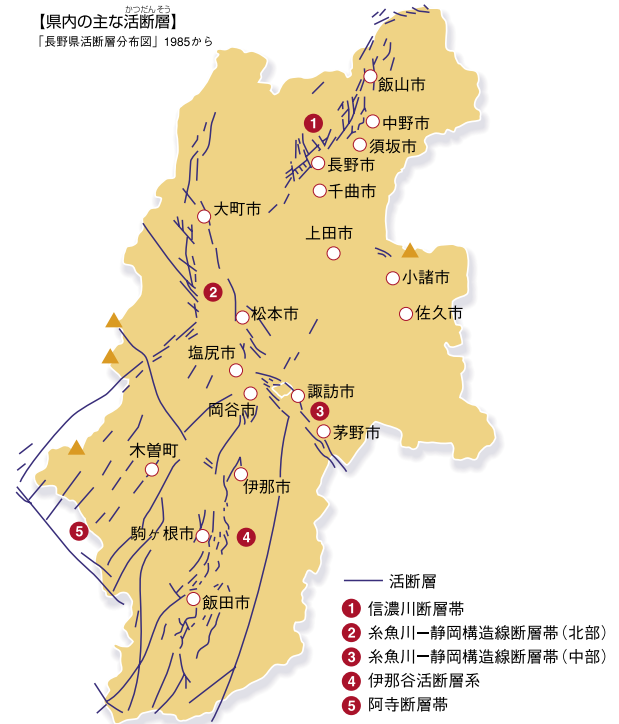 かつだんそう
【県内の主な活断層】
「長野県活断層分布図」1985から
飯山市
中野市
1
須坂市
長野市
千曲市
大町市
上田市
小諸市
2
松本市
佐久市
塩尻市
諏訪市
岡谷市
3
茅野市
木曽町
伊那市
5
駒ヶ根市
4
飯田市
活断層
1 信濃川断層帯
2 糸魚川ー静岡構造線断層帯（北部）
3 糸魚川ー静岡構造線断層帯（中部）
4 伊那谷活断層系
5 阿寺断層帯